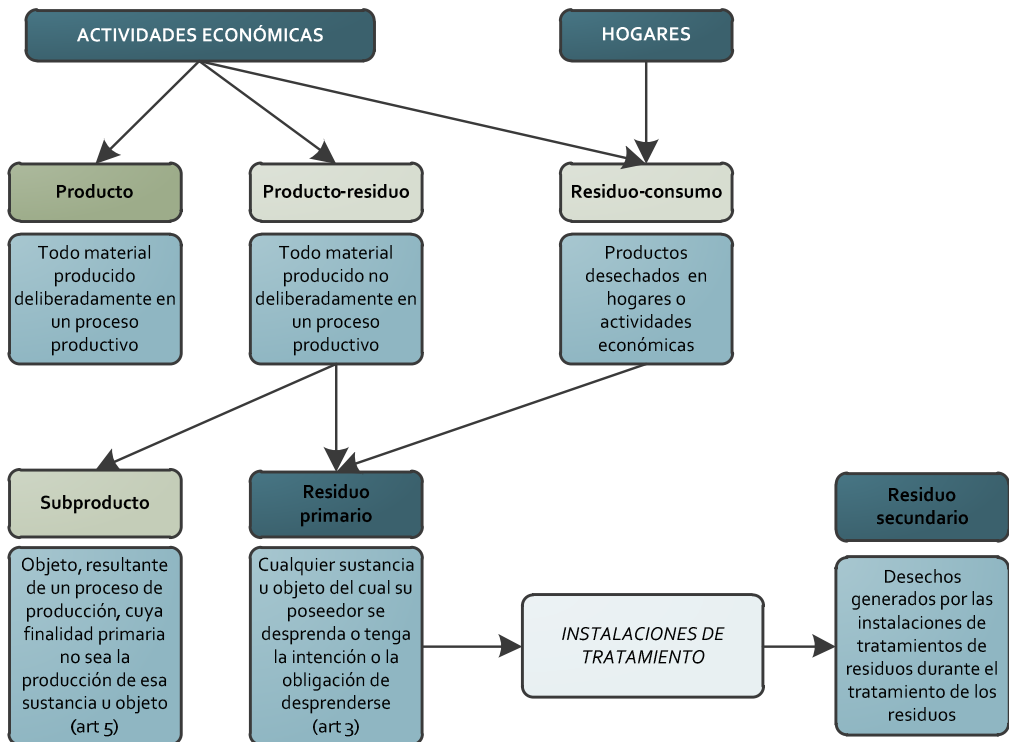 ACTIVIDADES ECONÓMICAS
HOGARES
Producto
Producto-residuo
Residuo-consumo
Todo material
producido
deliberadamente en
un proceso
productivo
Todo material
producido no
deliberadamente en
un proceso
productivo
Productos
desechados en
hogares o
actividades
económicas
Subproducto
Residuo
primario
Residuo
secundario
Objeto, resultante
de un proceso de
producción, cuya
finalidad primaria
no sea la
producción de esa
sustancia u objeto
(art 5)
Cualquier sustancia
u objeto del cual su
poseedor se
desprenda o tenga
la intención o la
obligación de
desprenderse
(art 3)
INSTALACIONES DE
TRATAMIENTO
Desechos
generados por las
instalaciones de
tratamientos de
residuos durante el
tratamiento de los
residuos